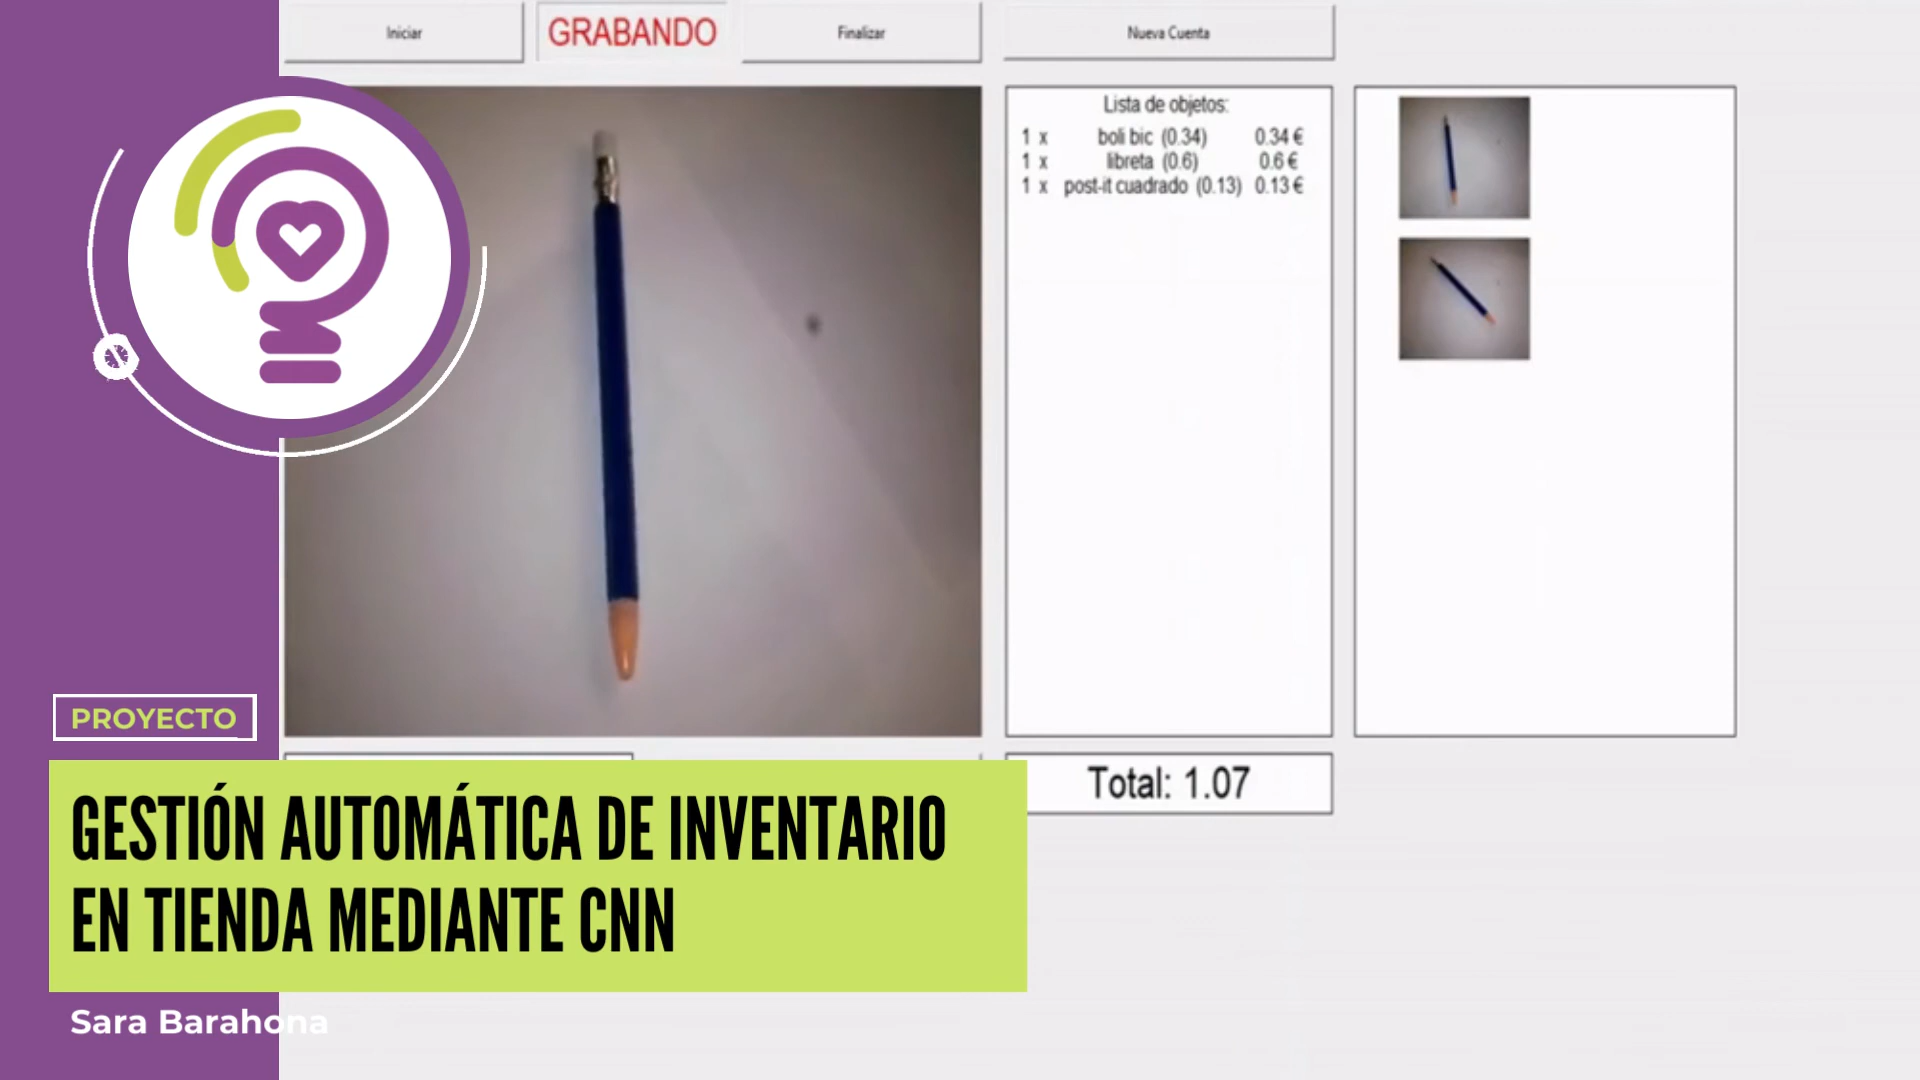 Iniciar
GRABANDO
Finalizar
Nueva Cuenta
Lista de objetos:
1 x boli bic (0.34) 0.34 €
1 x libreta (0.6) 0.6 €
1 x post-it cuadrado (0.13) 0.13 €
Total: 1.07
PROYECTO
GESTIÓN AUTOMÁTICA DE INVENTARIO
EN TIENDA MEDIANTE CNN
Sara Barahona